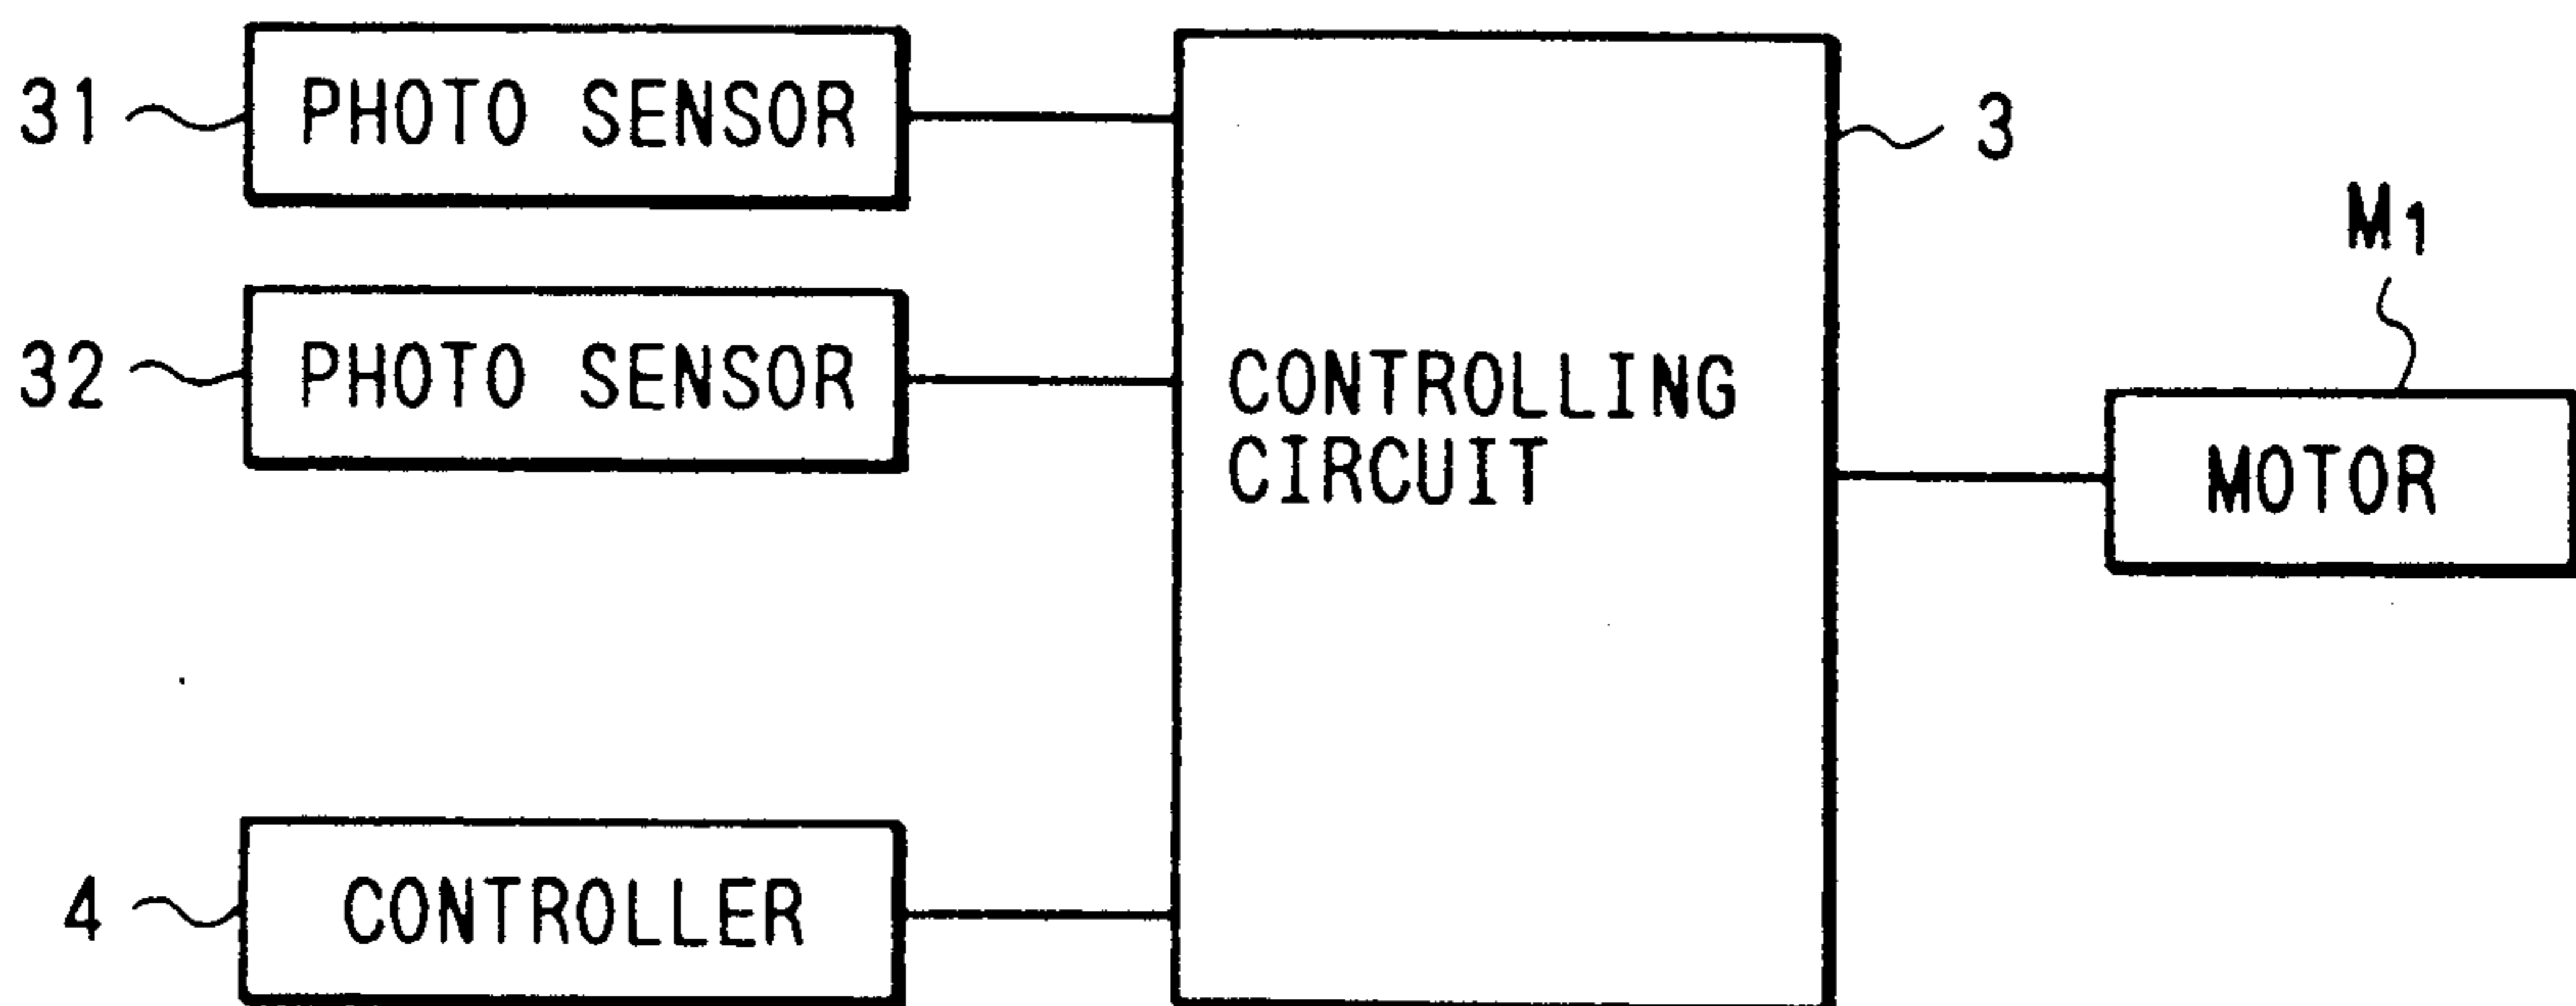 31
PHOTO SENSOR
3
M1
32
PHOTO SENSOR
CONTROLLING
CIRCUIT
MOTOR
4
CONTROLLER